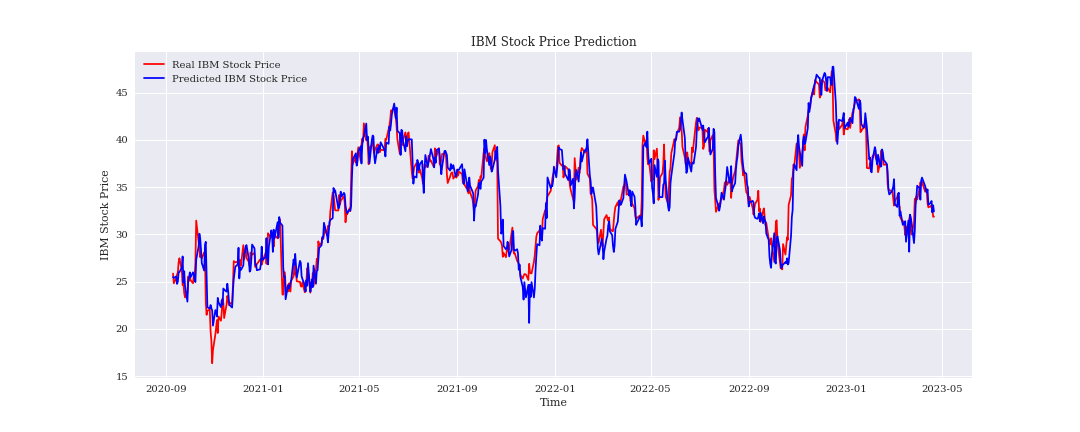 IBM Stock Price Prediction
Real IBM Stock Price
Predicted IBM Stock Price
IBM Stock Price
45
40
35
30
25
20
15
2020-09 2021-01 2021-05 2021-09 2022-01 2022-05 2022-09 2023-01 2023-05
Time